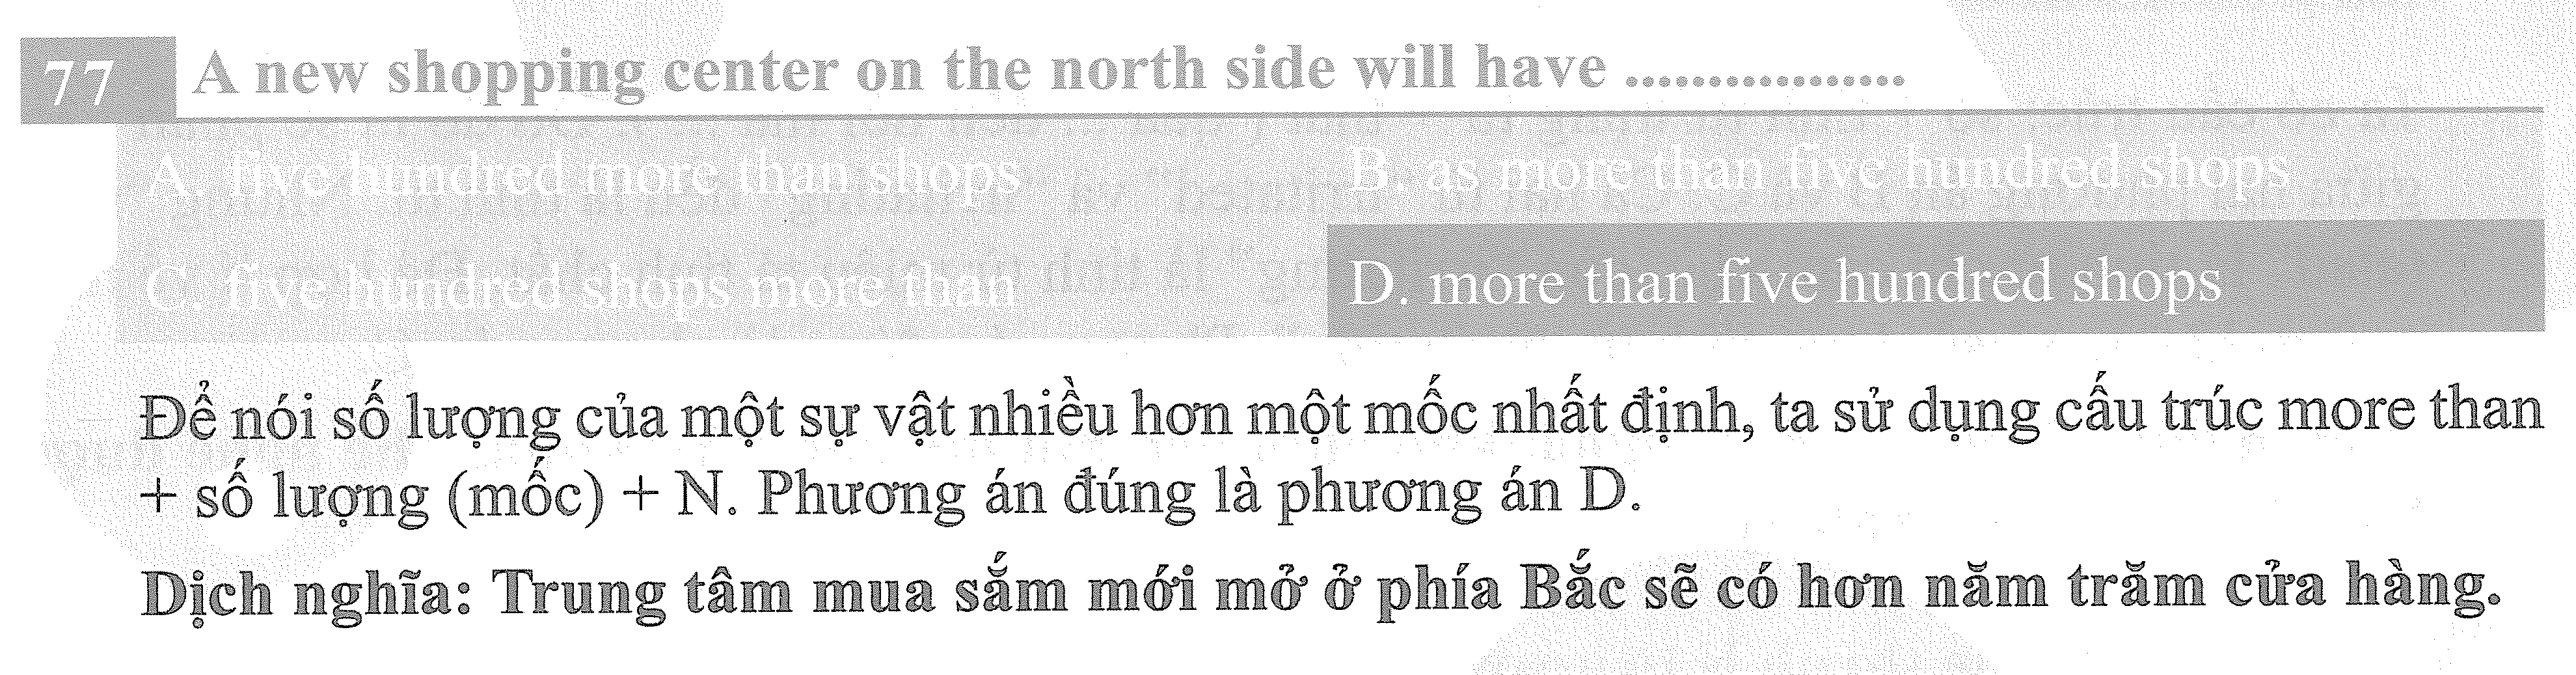 77 A new shopping center on the north side will have .................
A. five hundred more than shops B. as more than five hundred shops
C. five hundred shops more than D. more than five hundred shops
Để nói số lượng của một sự vật nhiều hơn một mốc nhất định, ta sử dụng cấu trúc more than
+ số lượng (mốc) + N. Phương án đúng là phương án D.
Dịch nghĩa: Trung tâm mua sắm mới mở ở phía Bắc sẽ có hơn năm trăm cửa hàng.